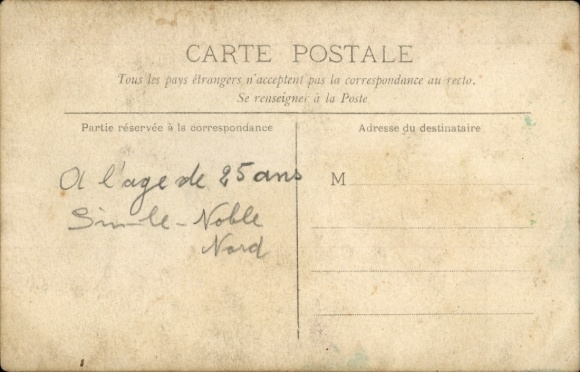 CARTE POSTALE
Tous les pays étrangers n'acceptent pas la correspondance au recto.
Se renseigner à la Poste
Partie réservée à la correspondance
Adresse du destinataire
A l'age de 25 ans
M
Sin-le-Noble
Nord